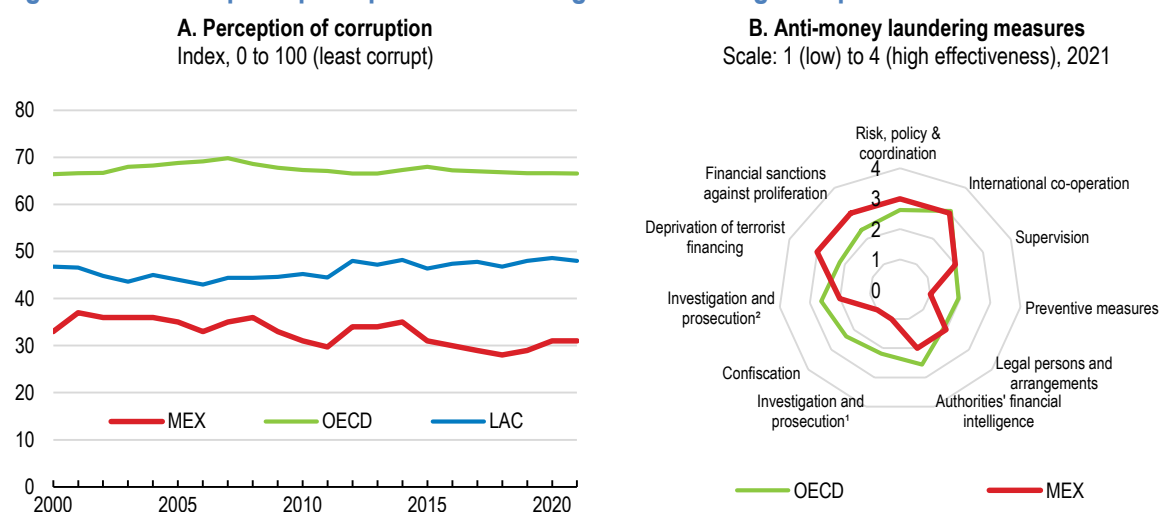 A. Perception of corruption
Index, 0 to 100 (least corrupt)
80
70
60
50
40
30
20
10
0
MEX
OECD
LAC
2000
2005
2010
2015
2020
B. Anti-money laundering measures
Scale: 1 (low) to 4 (high effectiveness), 2021
Risk, policy &
coordination
International co-operation
Supervision
Preventive measures
Legal persons and
arrangements
Authorities' financial
intelligence
Investigation and
prosecution¹
Confiscation
Investigation and
prosecution²
Deprivation of terrorist
financing
Financial sanctions
against proliferation
4
3
2
1
0
OECD
MEX